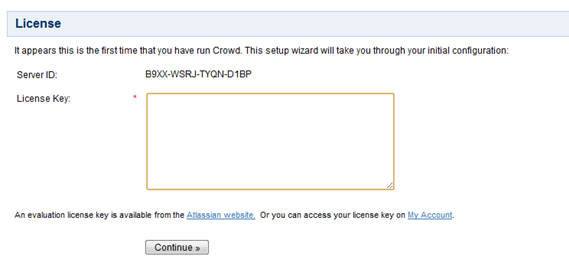 License
It appears this is the first time that you have run Crowd. This setup wizard will take you through your initial configuration:
Server ID: B9XX-WSRJ-TYQN-D1BP
License Key: *
An evaluation license key is available from the Atlassian website. Or you can access your license key on My Account.
Continue »